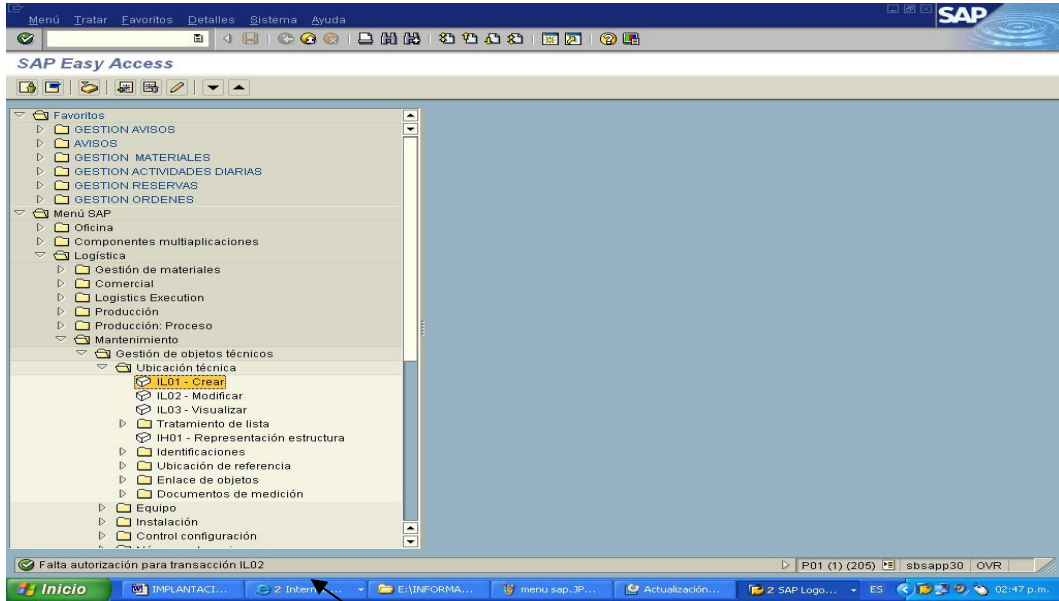 Menú Tratar Favoritos Detalles Sistema Ayuda
SAP
SAP Easy Access
Favoritos
GESTION AVISOS
AVISOS
GESTION MATERIALES
GESTION ACTIVIDADES DIARIAS
GESTION RESERVAS
GESTION ORDENES
Menú SAP
Oficina
Componentes multiaplicaciones
Logística
Gestión de materiales
Comercial
Logistics Execution
Producción
Producción: Proceso
Mantenimiento
Gestión de objetos técnicos
Ubicación técnica
IL01 - Crear
IL02 - Modificar
IL03 - Visualizar
Tratamiento de lista
IH01 - Representación estructura
Identificaciones
Ubicación de referencia
Enlace de objetos
Documentos de medición
Equipo
Instalación
Control configuración
Falta autorización para transacción IL02
P01 (1) (205) sbsapp30 OVR
Inicio IMPLANTACI... 2 Intern... E:\INFORMA... menu sap.JP... Actualización... 2 SAP Logo... ES 02:47 p.m.